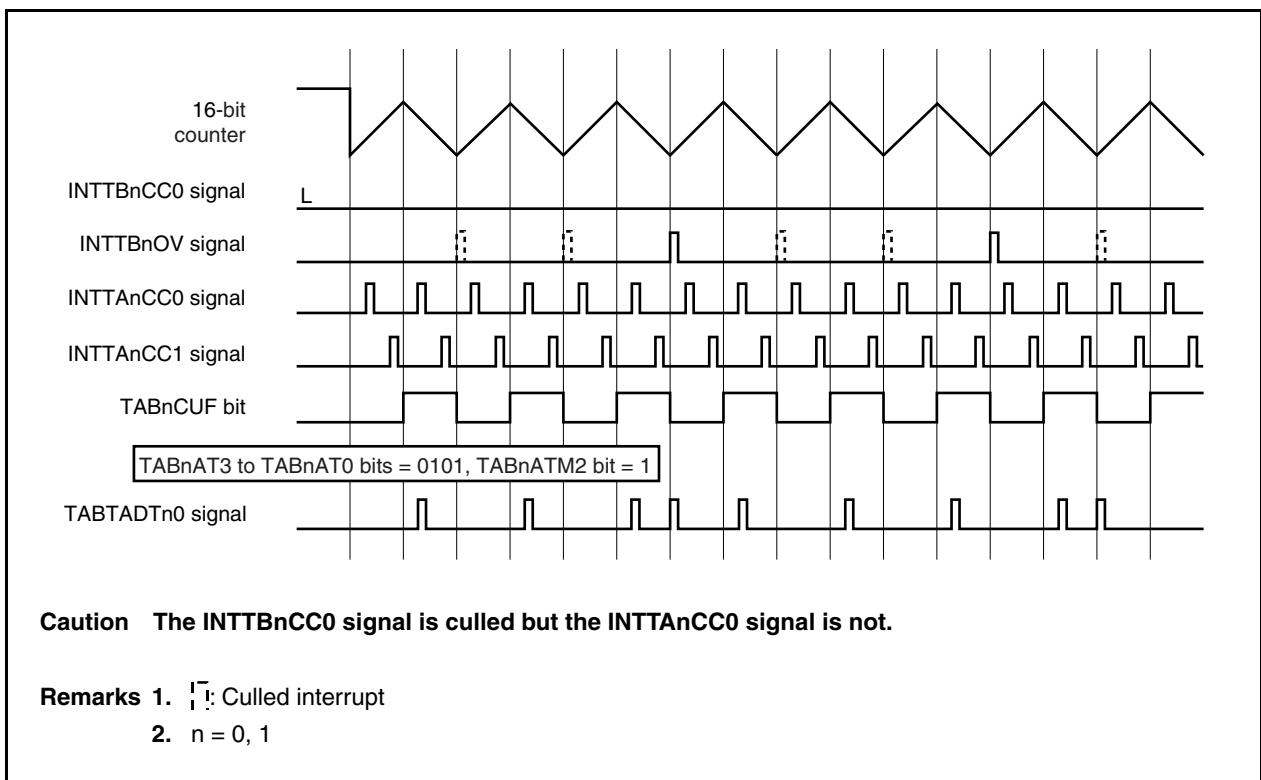 16-bit
counter
INTTBnCC0 signal
L
INTTBnOV signal
INTTAnCC0 signal
INTTAnCC1 signal
TABnCUF bit
TABnAT3 to TABnAT0 bits = 0101, TABnATM2 bit = 1
TABTADTn0 signal
Caution The INTTBnCC0 signal is culled but the INTTAnCC0 signal is not.
Remarks 1. : Culled interrupt
2. n = 0, 1